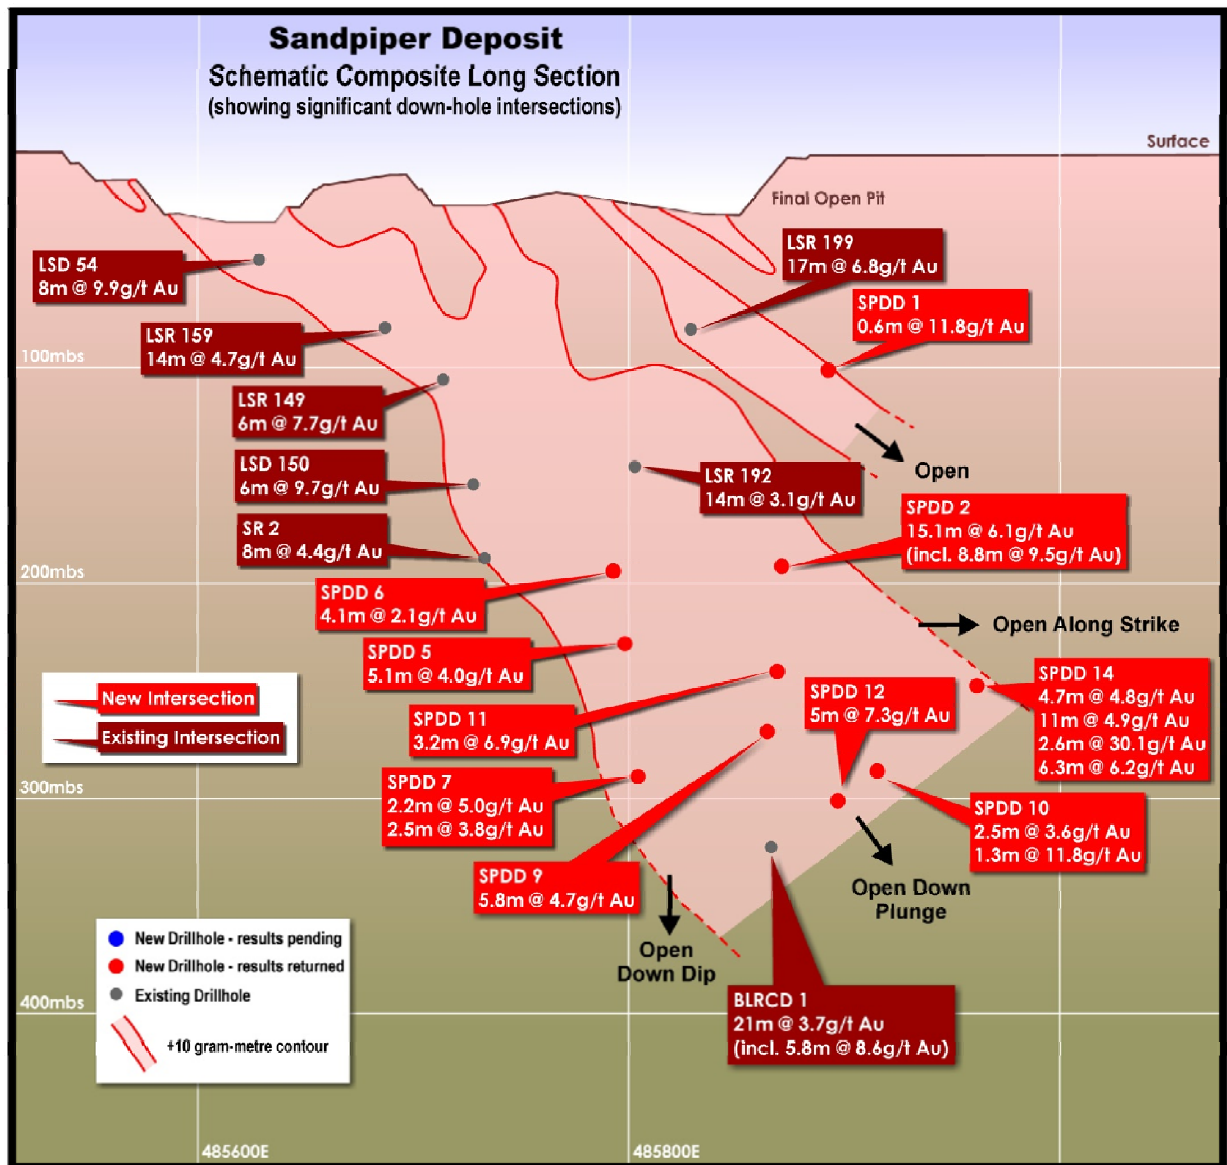 Sandpiper Deposit
Schematic Composite Long Section
(showing significant down-hole intersections)
Surface
Final Open Pit
LSD 54
8m @ 9.9g/t Au
LSR 199
17m @ 6.8g/t Au
SPDD 1
0.6m @ 11.8g/t Au
LSR 159
14m @ 4.7g/t Au
100mbs
LSR 149
6m @ 7.7g/t Au
LSD 150
6m @ 9.7g/t Au
Open
LSR 192
14m @ 3.1g/t Au
SPDD 2
15.1m @ 6.1g/t Au
(incl. 8.8m @ 9.5g/t Au)
SR 2
8m @ 4.4g/t Au
200mbs
SPDD 6
4.1m @ 2.1g/t Au
Open Along Strike
SPDD 5
5.1m @ 4.0g/t Au
SPDD 14
4.7m @ 4.8g/t Au
11m @ 4.9g/t Au
2.6m @ 30.1g/t Au
6.3m @ 6.2g/t Au
SPDD 12
5m @ 7.3g/t Au
New Intersection
Existing Intersection
SPDD 11
3.2m @ 6.9g/t Au
SPDD 7
2.2m @ 5.0g/t Au
2.5m @ 3.8g/t Au
300mbs
SPDD 10
2.5m @ 3.6g/t Au
1.3m @ 11.8g/t Au
SPDD 9
5.8m @ 4.7g/t Au
Open Down
Plunge
Open
Down Dip
New Drillhole - results pending
New Drillhole - results returned
Existing Drillhole
+10 gram-metre contour
400mbs
BLRCD 1
21m @ 3.7g/t Au
(incl. 5.8m @ 8.6g/t Au)
485600E
485800E